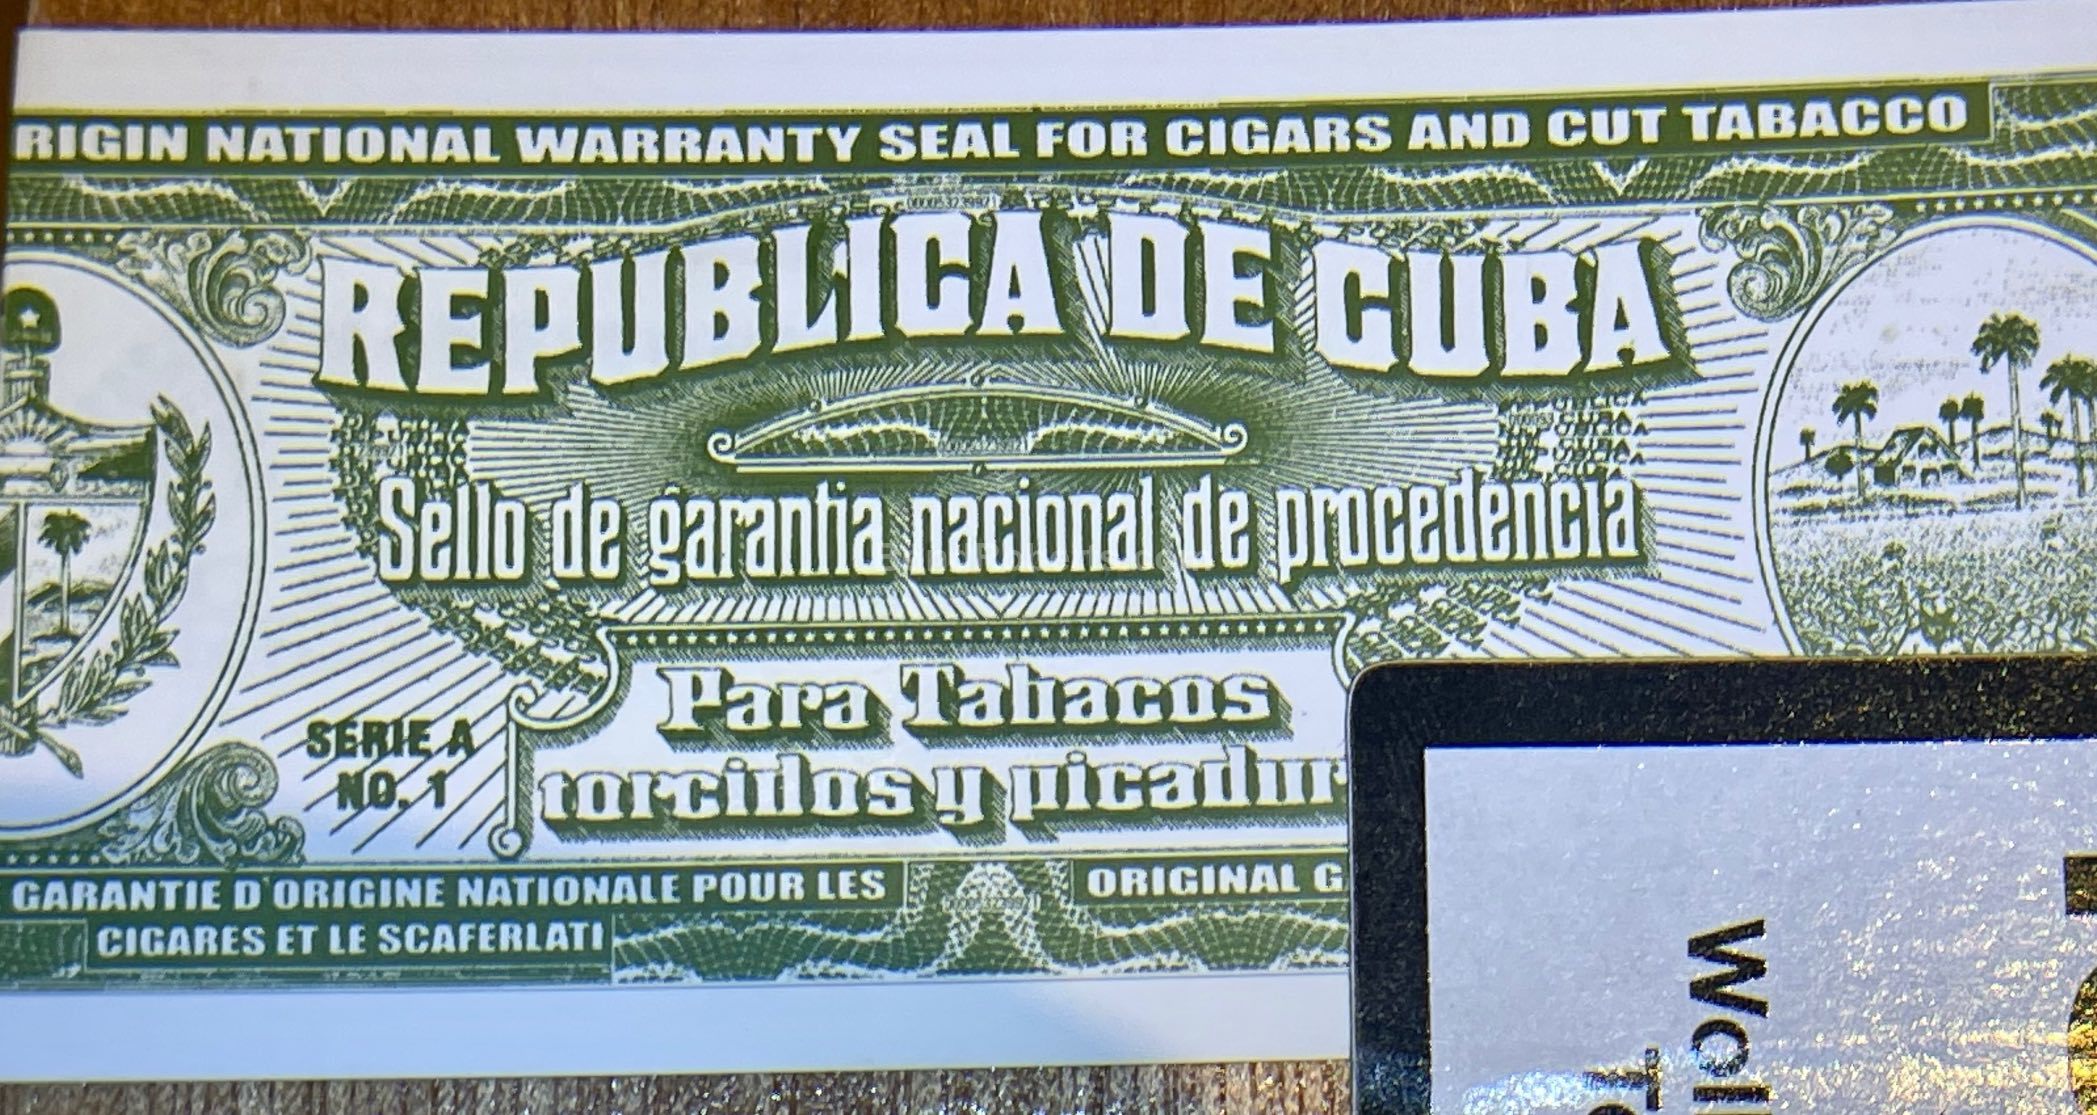 RIGIN NATIONAL WARRANTY SEAL FOR CIGARS AND CUT TABACCO
REPUBLICA DE CUBA
Sello de garantia nacional de procedencia
Para Tabacos
torcidos y picadur
SERIE A
NO. 1
GARANTIE D'ORIGINE NATIONALE POUR LES
CIGARES ET LE SCAFERLATI
ORIGINAL G